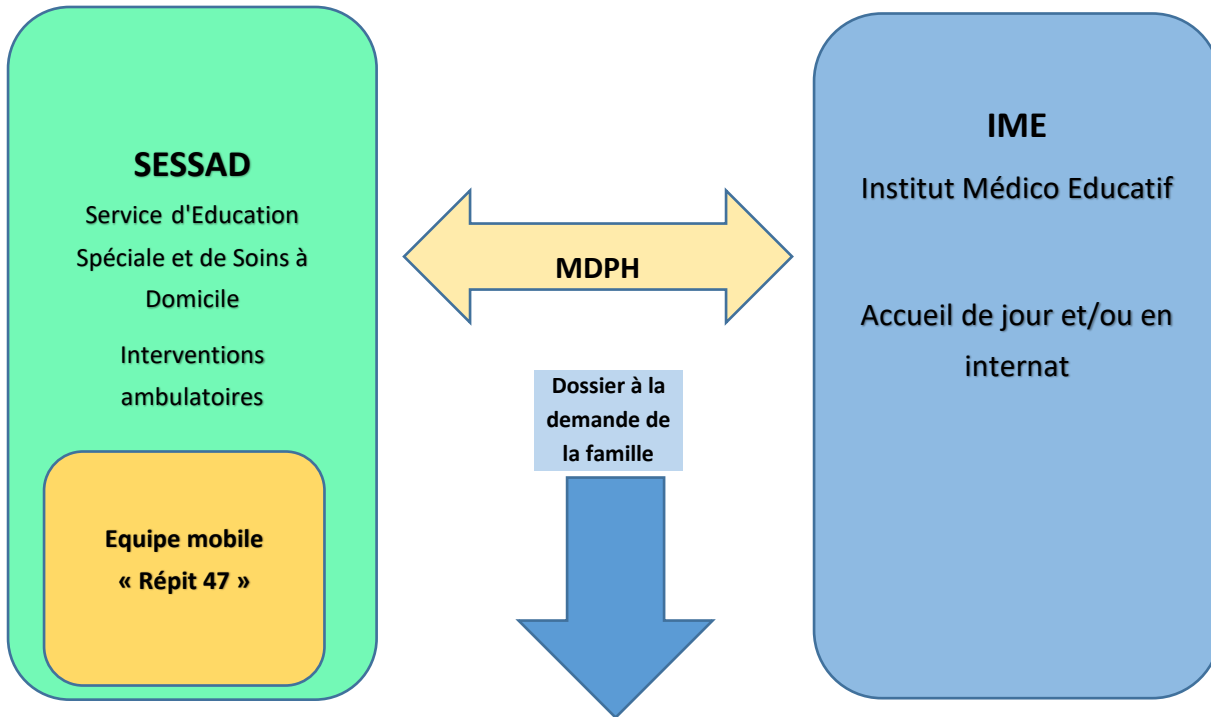 SESSAD
Service d'Education
Spéciale et de Soins à
Domicile
Interventions
ambulatoires
Equipe mobile
« Répit 47 »
MDPH
Dossier à la
demande de
la famille
IME
Institut Médico Educatif
Accueil de jour et/ou en
internat